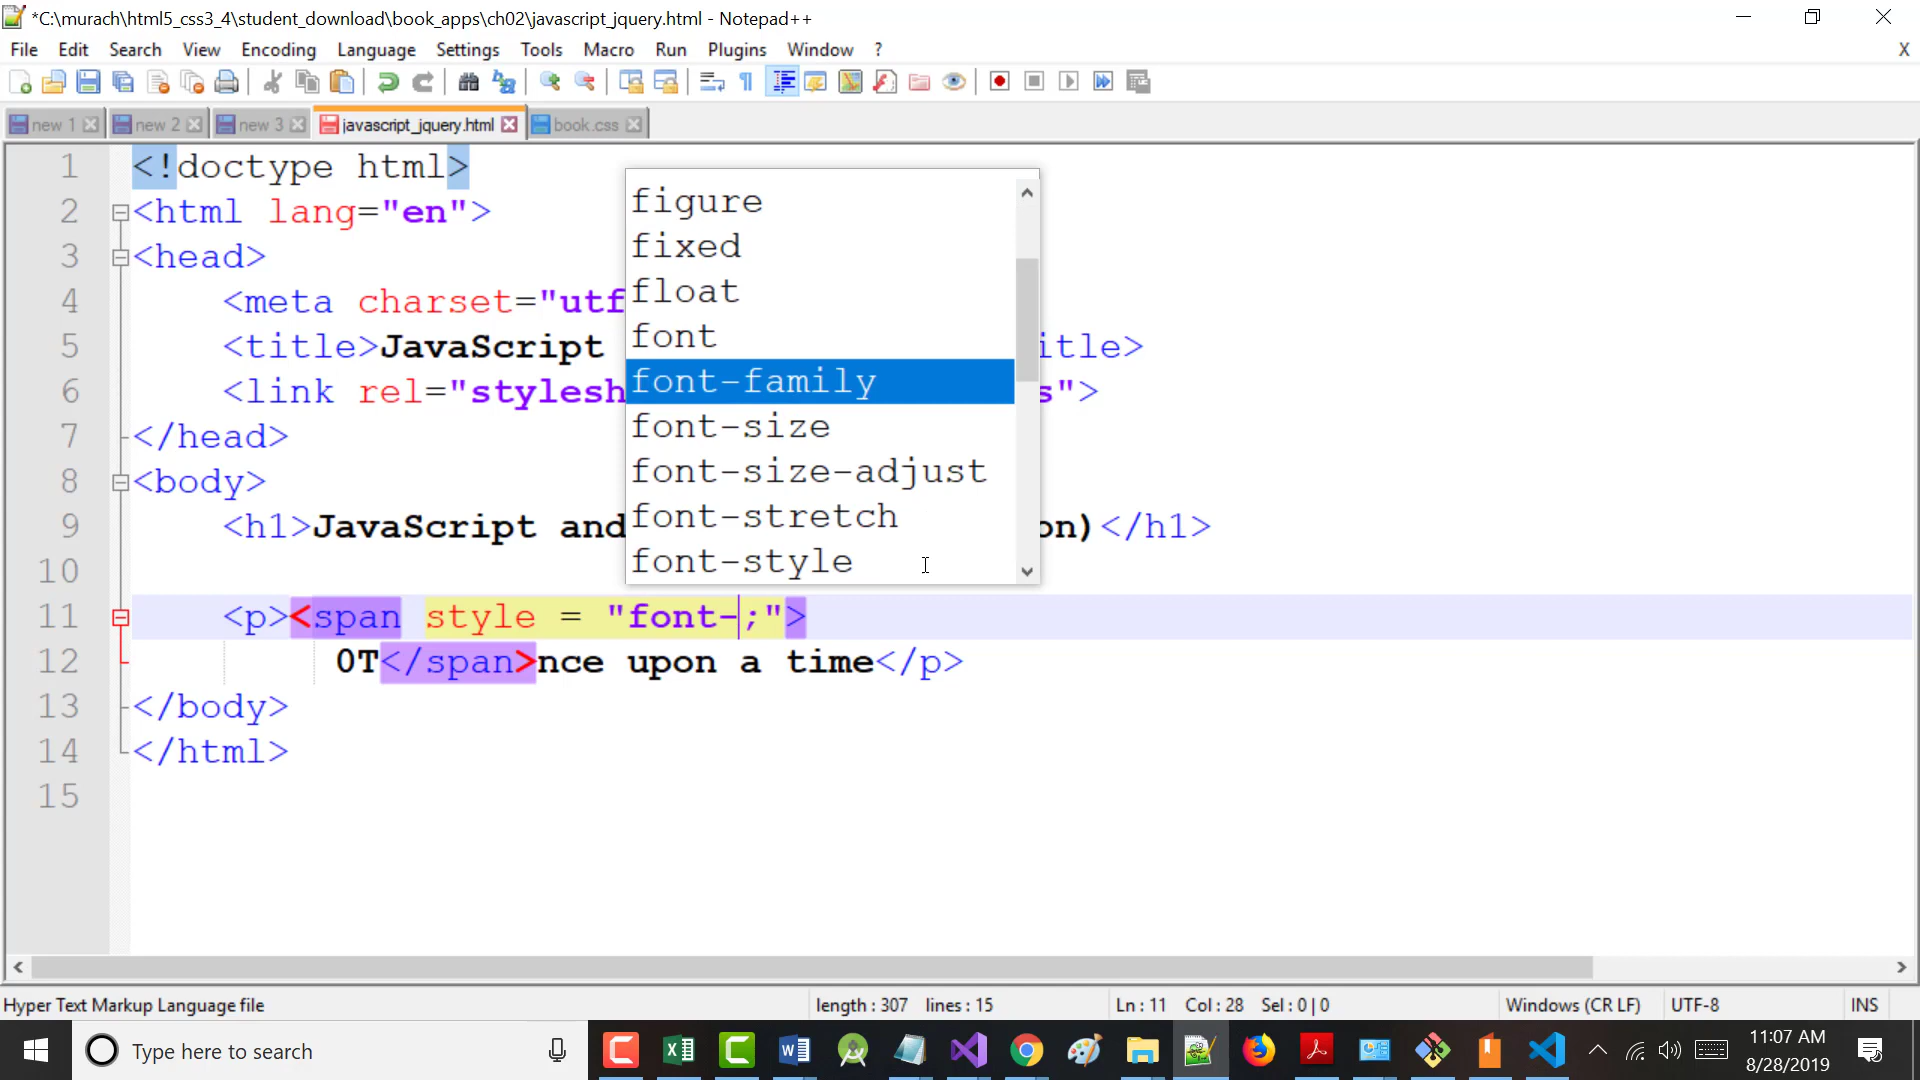 *C:\murach\html5_css3_4\student_download\book_apps\ch02\javascript_jquery.html - Notepad++
File Edit Search View Encoding Language Settings Tools Macro Run Plugins Window ? X
new 1 new 2 new 3 javascript_jquery.html book.css
1 <!doctype html>
2 <html lang="en">
3 <head>
4 <meta charset="utf
5 <title>JavaScript itle>
6 <link rel="stylesh s">
7 </head>
8 <body>
9 <h1>JavaScript and on)</h1>
10
11 <p><span style = "font-;">
12 0T</span>nce upon a time</p>
13 </body>
14 </html>
15
figure
fixed
float
font
font-family
font-size
font-size-adjust
font-stretch
font-style
Hyper Text Markup Language file length : 307 lines : 15 Ln : 11 Col : 28 Sel : 0 | 0 Windows (CR LF) UTF-8 INS
Type here to search
11:07 AM
8/28/2019